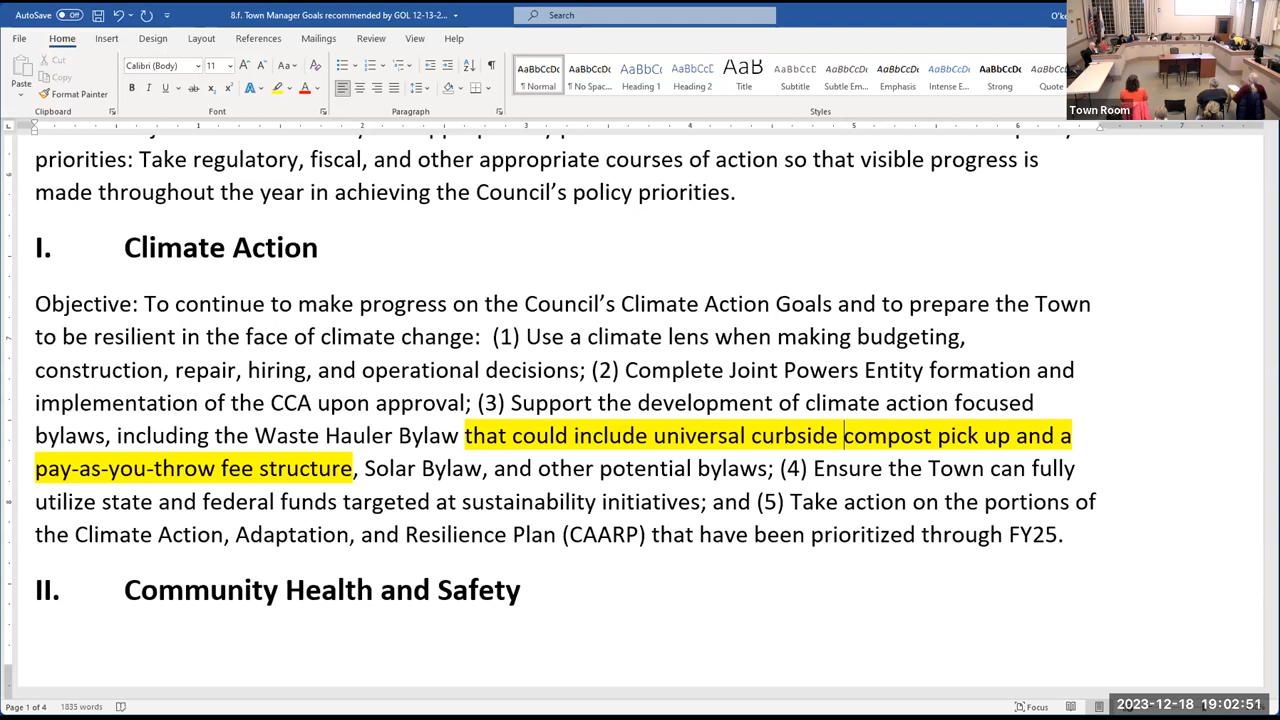 AutoSave Off 8.f. Town Manager Goals recommended by GOL 12-13-2... Search O'ke
File Home Insert Design Layout References Mailings Review View Help
Paste Cut Copy Format Painter Clipboard
Calibri (Body) 11 Font
Paragraph
AaBbCcDc ¶ Normal AaBbCcDc ¶ No Spac... AaBbCcI Heading 1 AaBbCcD Heading 2 AaB Title AaBbCcD Subtitle AaBbCcDc Subtle Em... AaBbCcDc Emphasis AaBbCcDc Intense E... AaBbCcDc Strong Quote
Town Room
priorities: Take regulatory, fiscal, and other appropriate courses of action so that visible progress is
made throughout the year in achieving the Council’s policy priorities.
I. Climate Action
Objective: To continue to make progress on the Council’s Climate Action Goals and to prepare the Town
to be resilient in the face of climate change: (1) Use a climate lens when making budgeting,
construction, repair, hiring, and operational decisions; (2) Complete Joint Powers Entity formation and
implementation of the CCA upon approval; (3) Support the development of climate action focused
bylaws, including the Waste Hauler Bylaw that could include universal curbside compost pick up and a
pay-as-you-throw fee structure, Solar Bylaw, and other potential bylaws; (4) Ensure the Town can fully
utilize state and federal funds targeted at sustainability initiatives; and (5) Take action on the portions of
the Climate Action, Adaptation, and Resilience Plan (CAARP) that have been prioritized through FY25.
II. Community Health and Safety
Page 1 of 4 1835 words Focus
2023-12-18 19:02:51